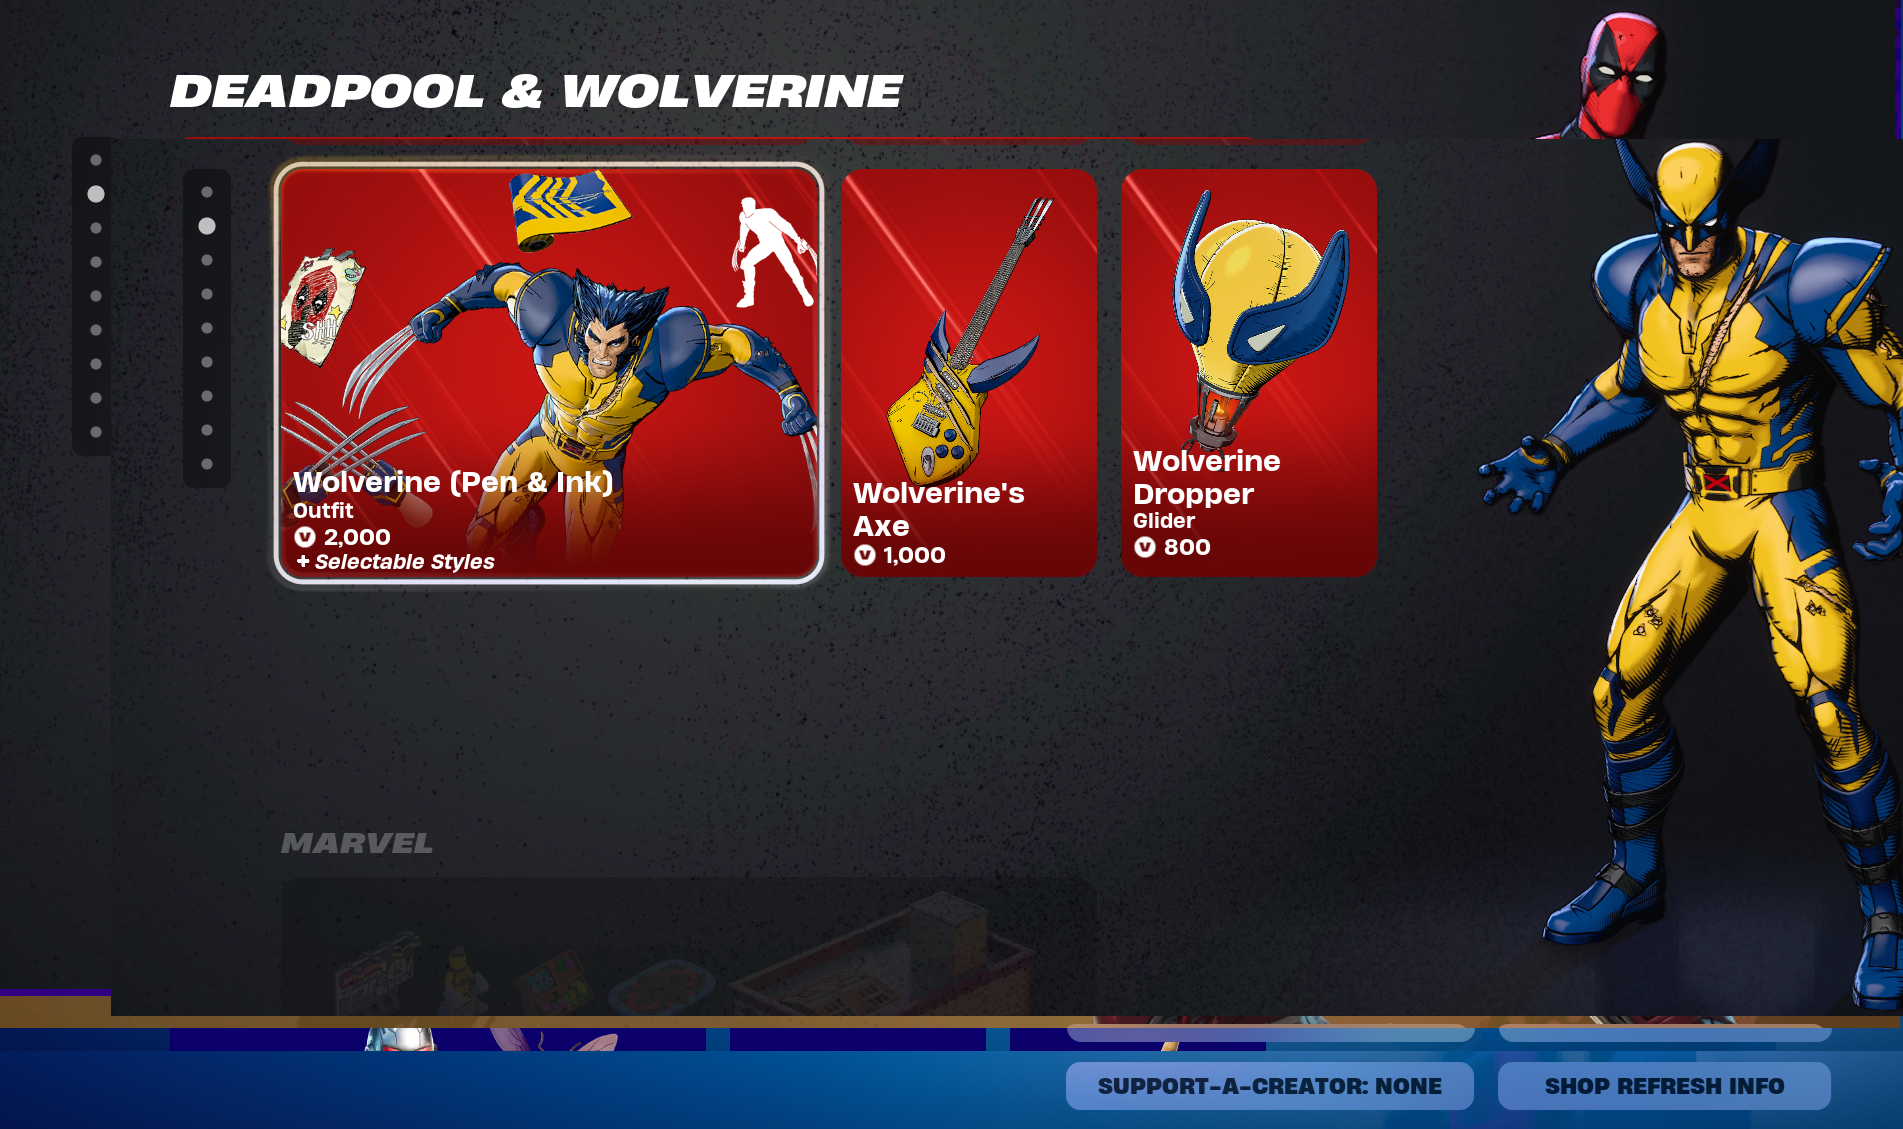 DEADPOOL & WOLVERINE
Wolverine (Pen & Ink)
Outfit
2,000
+ Selectable Styles
Wolverine's
Axe
1,000
Wolverine
Dropper
Glider
800
MARVEL
SUPPORT-A-CREATOR: NONE
SHOP REFRESH INFO